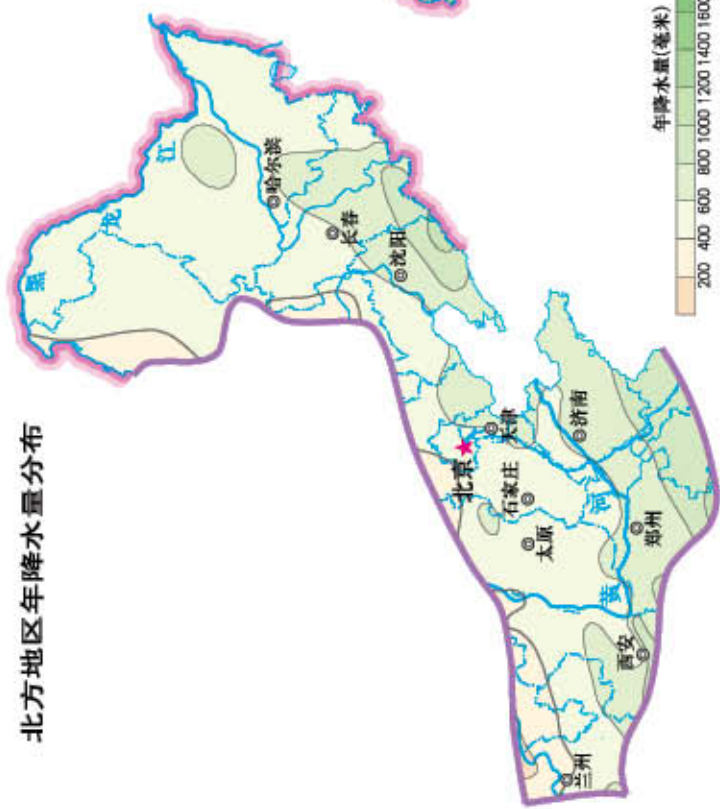 北方地区年降水量分布
黑
龙
江
哈尔滨
长春
沈阳
北京
天津
石家庄
太原
济南
河
郑州
黄
西安
兰州
年降水量(毫米)
200 400 600 800 1000 1200 1400 1600